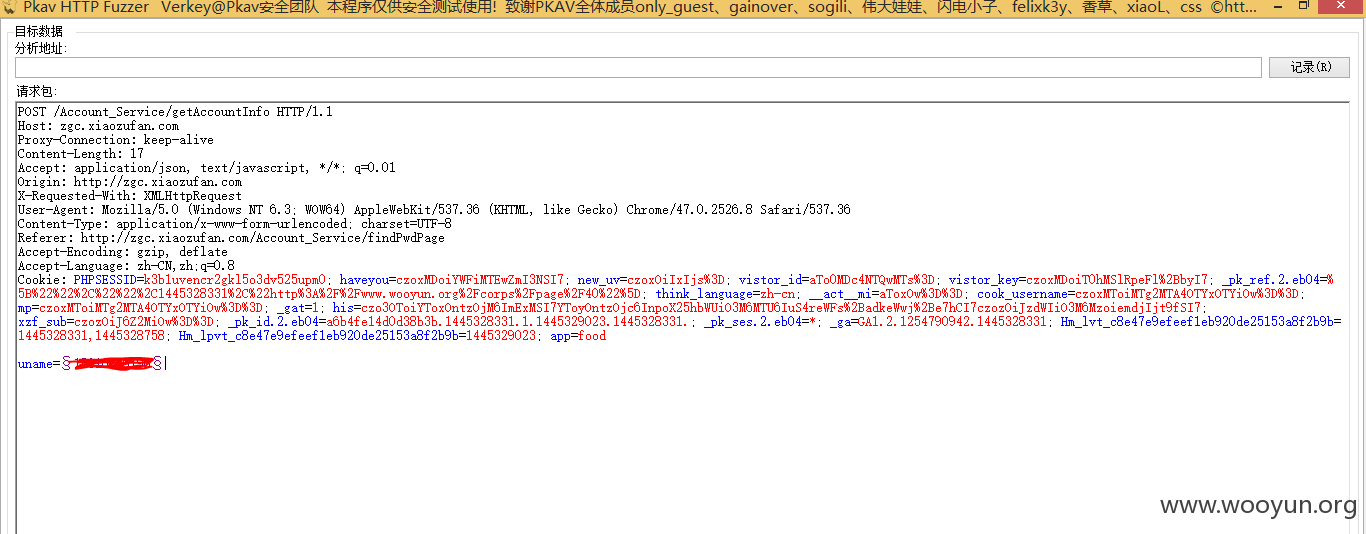 Pkav HTTP Fuzzer Verkey@Pkav安全团队 本程序仅供安全测试使用! 致谢PKAV全体成员only_guest、gainover、sogili、伟大娃娃、闪电小子、felixk3y、香草、xiaoL、css ©htt...
目标数据
分析地址:
记录(R)
请求包:
POST /Account_Service/getAccountInfo HTTP/1.1
Host: zgc.xiaozufan.com
Proxy-Connection: keep-alive
Content-Length: 17
Accept: application/json, text/javascript, */*; q=0.01
Origin: http://zgc.xiaozufan.com
X-Requested-With: XMLHttpRequest
User-Agent: Mozilla/5.0 (Windows NT 6.3; WOW64) AppleWebKit/537.36 (KHTML, like Gecko) Chrome/47.0.2526.8 Safari/537.36
Content-Type: application/x-www-form-urlencoded; charset=UTF-8
Referer: http://zgc.xiaozufan.com/Account_Service/findPwdPage
Accept-Encoding: gzip, deflate
Accept-Language: zh-CN,zh;q=0.8
Cookie: PHPSESSID=k3bluvencr2gkl5o3dv525upm0; haveyou=czoxMDoiYWFiMTEwZmI3NSI7; new_uv=czoxOiIxIjs%3D; vistor_id=aToOMDc4NTQwMTs%3D; vistor_key=czoxMDoiTOhMSlRpeFl%2BbyI7; _pk_ref.2.eb04=%
5B%22%22%2C%22%22%2C1445328331%2C%22http%3A%2F%2Fwww.wooyun.org%2Fcorps%2Fpage%2F40%22%5D; think_language=zh-cn; __act__mi=aToxOw%3D%3D; cook_username=czoxMToiMTg2MTA4OTYxOTYiOw%3D%3D;
mp=czoxMToiMTg2MTA4OTYxOTYiOw%3D%3D; _gat=1; his=czo3OToiYToxOntzOjM6ImExMSI7YToyOntzOjc6InpoX25hbWUiO3M6MTU6IuS4reWFs%2BadkeWwj%2Be7hCI7czozOiJzdWIiO3M6MzoiemdjIjt9fSI7;
xzf_sub=czozOiJ6Z2MiOw%3D%3D; _pk_id.2.eb04=a6b4fe14d0d38b3b.1445328331.1.1445329023.1445328331.; _pk_ses.2.eb04=*; _ga=GA1.2.1254790942.1445328331; Hm_lvt_c8e47e9efeef1eb920de25153a8f2b9b=
1445328331,1445328758; Hm_lpvt_c8e47e9efeef1eb920de25153a8f2b9b=1445329023; app=food
uname=§§
www.wooyun.org